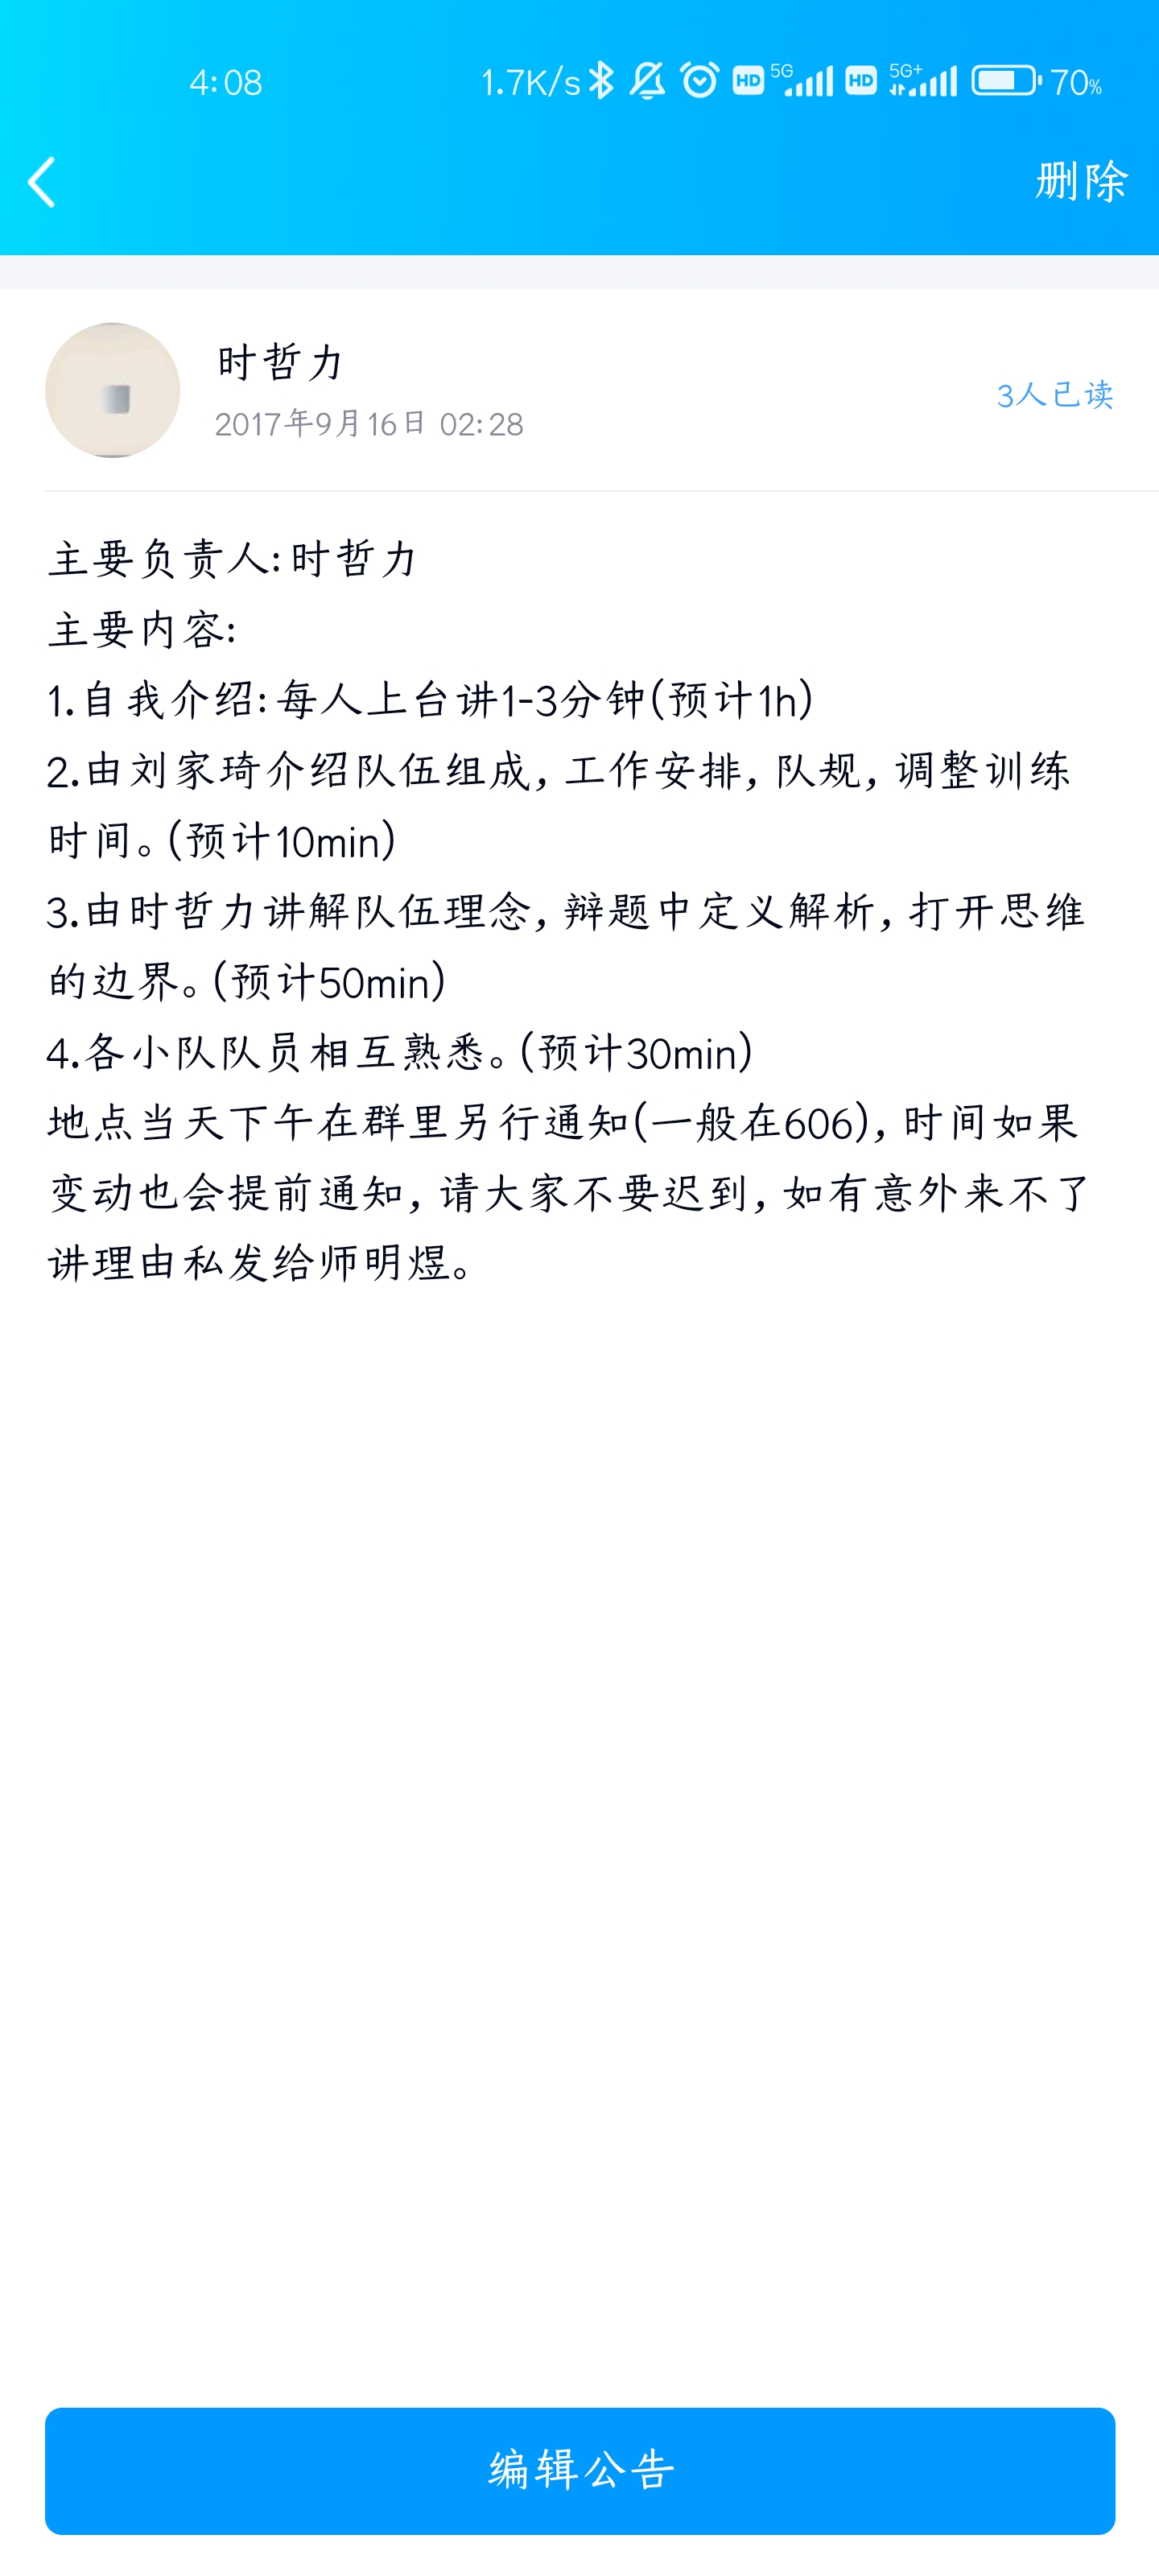 4:08 1.7K/s HD 5G HD 5G+ 70%
删除
时哲力
2017年9月16日 02:28
3人已读
主要负责人:时哲力
主要内容:
1.自我介绍:每人上台讲1-3分钟(预计1h)
2.由刘家琦介绍队伍组成,工作安排,队规,调整训练
时间。(预计10min)
3.由时哲力讲解队伍理念,辩题中定义解析,打开思维
的边界。(预计50min)
4.各小队队员相互熟悉。(预计30min)
地点当天下午在群里另行通知(一般在606),时间如果
变动也会提前通知,请大家不要迟到,如有意外来不了
讲理由私发给师明煜。
编辑公告